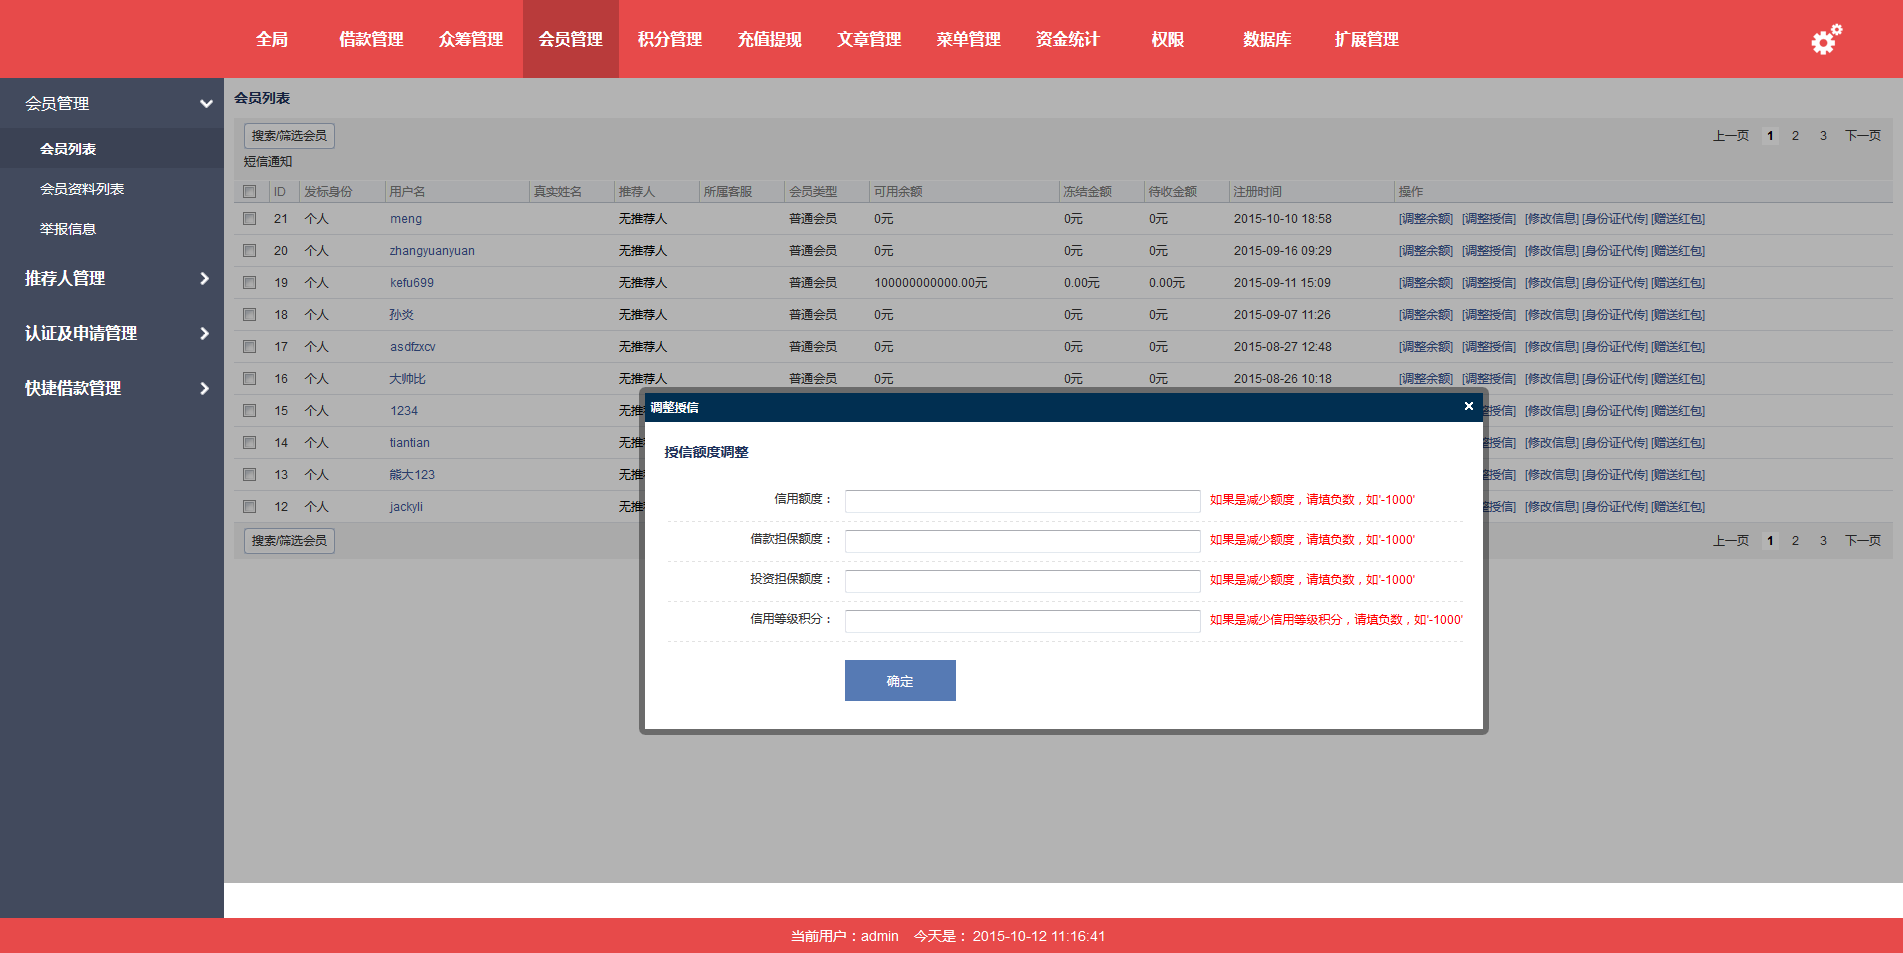 全局 借款管理 众筹管理 会员管理 积分管理 充值提现 文章管理 菜单管理 资金统计 权限 数据库 扩展管理
会员管理
会员列表
会员资料列表
举报信息
推荐人管理
认证及申请管理
快捷借款管理
会员列表
搜索/筛选会员 上一页 1 2 3 下一页
短信通知
ID 发标身份 用户名 真实姓名 推荐人 所属客服 会员类型 可用余额 冻结金额 待收金额 注册时间 操作
21 个人 meng 无推荐人 普通会员 0元 0元 0元 2015-10-10 18:58 [调整余额] [调整授信] [修改信息] [身份证代传] [赠送红包]
20 个人 zhangyuanyuan 无推荐人 普通会员 0元 0元 0元 2015-09-16 09:29 [调整余额] [调整授信] [修改信息] [身份证代传] [赠送红包]
19 个人 kefu699 无推荐人 普通会员 100000000000.00元 0.00元 0.00元 2015-09-11 15:09 [调整余额] [调整授信] [修改信息] [身份证代传] [赠送红包]
18 个人 孙炎 无推荐人 普通会员 0元 0元 0元 2015-09-07 11:26 [调整余额] [调整授信] [修改信息] [身份证代传] [赠送红包]
17 个人 asdfzxcv 无推荐人 普通会员 0元 0元 0元 2015-08-27 12:48 [调整余额] [调整授信] [修改信息] [身份证代传] [赠送红包]
16 个人 大帅比 无推荐人 普通会员 0元 0元 0元 2015-08-26 10:18 [调整余额] [调整授信] [修改信息] [身份证代传] [赠送红包]
15 个人 1234 无推 授信] [修改信息] [身份证代传] [赠送红包]
14 个人 tiantian 无推 授信] [修改信息] [身份证代传] [赠送红包]
13 个人 熊大123 无推 授信] [修改信息] [身份证代传] [赠送红包]
12 个人 jackyli 无推 授信] [修改信息] [身份证代传] [赠送红包]
搜索/筛选会员 上一页 1 2 3 下一页
调整授信 ×
授信额度调整
信用额度： 如果是减少额度，请填负数，如'-1000'
借款担保额度： 如果是减少额度，请填负数，如'-1000'
投资担保额度： 如果是减少额度，请填负数，如'-1000'
信用等级积分： 如果是减少信用等级积分，请填负数，如'-1000'
确定
当前用户：admin 今天是： 2015-10-12 11:16:41